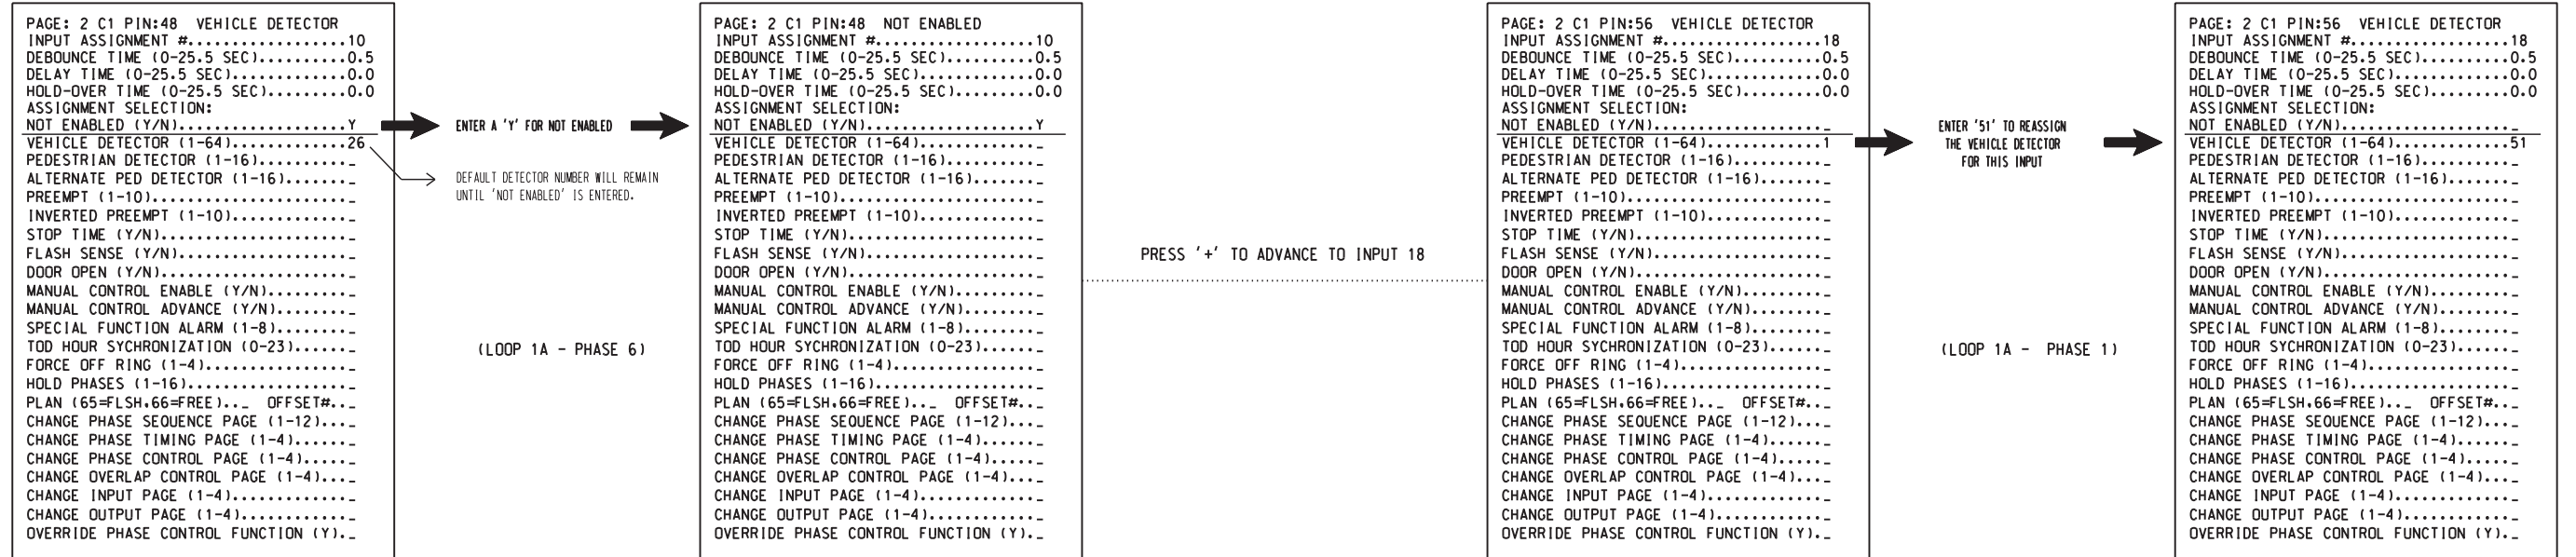 PAGE: 2 C1 PIN:48 VEHICLE DETECTOR
INPUT ASSIGNMENT #..................10
DEBOUNCE TIME (0-25.5 SEC)..........0.5
DELAY TIME (0-25.5 SEC).............0.0
HOLD-OVER TIME (0-25.5 SEC).........0.0
ASSIGNMENT SELECTION:
NOT ENABLED (Y/N)...................Y
VEHICLE DETECTOR (1-64).............26
PEDESTRIAN DETECTOR (1-16).........._
ALTERNATE PED DETECTOR (1-16)......._
PREEMPT (1-10)......................_
INVERTED PREEMPT (1-10)............._
STOP TIME (Y/N)....................._
FLASH SENSE (Y/N)..................._
DOOR OPEN (Y/N)....................._
MANUAL CONTROL ENABLE (Y/N)........._
MANUAL CONTROL ADVANCE (Y/N)........_
SPECIAL FUNCTION ALARM (1-8)........_
TOD HOUR SYCHRONIZATION (0-23)......_
FORCE OFF RING (1-4)................_
HOLD PHASES (1-16).................._
PLAN (65=FLSH,66=FREE).._ OFFSET#.._
CHANGE PHASE SEQUENCE PAGE (1-12)..._
CHANGE PHASE TIMING PAGE (1-4)......_
CHANGE PHASE CONTROL PAGE (1-4)....._
CHANGE OVERLAP CONTROL PAGE (1-4)..._
CHANGE INPUT PAGE (1-4)............._
CHANGE OUTPUT PAGE (1-4)............_
OVERRIDE PHASE CONTROL FUNCTION (Y)._
ENTER A 'Y' FOR NOT ENABLED
DEFAULT DETECTOR NUMBER WILL REMAIN
UNTIL 'NOT ENABLED' IS ENTERED.
(LOOP 1A - PHASE 6)
PAGE: 2 C1 PIN:48 NOT ENABLED
INPUT ASSIGNMENT #..................10
DEBOUNCE TIME (0-25.5 SEC)..........0.5
DELAY TIME (0-25.5 SEC).............0.0
HOLD-OVER TIME (0-25.5 SEC).........0.0
ASSIGNMENT SELECTION:
NOT ENABLED (Y/N)...................Y
VEHICLE DETECTOR (1-64)............._
PEDESTRIAN DETECTOR (1-16).........._
ALTERNATE PED DETECTOR (1-16)......._
PREEMPT (1-10)......................_
INVERTED PREEMPT (1-10)............._
STOP TIME (Y/N)....................._
FLASH SENSE (Y/N)..................._
DOOR OPEN (Y/N)....................._
MANUAL CONTROL ENABLE (Y/N)........._
MANUAL CONTROL ADVANCE (Y/N)........_
SPECIAL FUNCTION ALARM (1-8)........_
TOD HOUR SYCHRONIZATION (0-23)......_
FORCE OFF RING (1-4)................_
HOLD PHASES (1-16).................._
PLAN (65=FLSH,66=FREE).._ OFFSET#.._
CHANGE PHASE SEQUENCE PAGE (1-12)..._
CHANGE PHASE TIMING PAGE (1-4)......_
CHANGE PHASE CONTROL PAGE (1-4)....._
CHANGE OVERLAP CONTROL PAGE (1-4)..._
CHANGE INPUT PAGE (1-4)............._
CHANGE OUTPUT PAGE (1-4)............_
OVERRIDE PHASE CONTROL FUNCTION (Y)._
PRESS '+' TO ADVANCE TO INPUT 18
PAGE: 2 C1 PIN:56 VEHICLE DETECTOR
INPUT ASSIGNMENT #..................18
DEBOUNCE TIME (0-25.5 SEC)..........0.5
DELAY TIME (0-25.5 SEC).............0.0
HOLD-OVER TIME (0-25.5 SEC).........0.0
ASSIGNMENT SELECTION:
NOT ENABLED (Y/N)..................._
VEHICLE DETECTOR (1-64).............1
PEDESTRIAN DETECTOR (1-16).........._
ALTERNATE PED DETECTOR (1-16)......._
PREEMPT (1-10)......................_
INVERTED PREEMPT (1-10)............._
STOP TIME (Y/N)....................._
FLASH SENSE (Y/N)..................._
DOOR OPEN (Y/N)....................._
MANUAL CONTROL ENABLE (Y/N)........._
MANUAL CONTROL ADVANCE (Y/N)........_
SPECIAL FUNCTION ALARM (1-8)........_
TOD HOUR SYCHRONIZATION (0-23)......_
FORCE OFF RING (1-4)................_
HOLD PHASES (1-16).................._
PLAN (65=FLSH,66=FREE).._ OFFSET#.._
CHANGE PHASE SEQUENCE PAGE (1-12)..._
CHANGE PHASE TIMING PAGE (1-4)......_
CHANGE PHASE CONTROL PAGE (1-4)....._
CHANGE OVERLAP CONTROL PAGE (1-4)..._
CHANGE INPUT PAGE (1-4)............._
CHANGE OUTPUT PAGE (1-4)............_
OVERRIDE PHASE CONTROL FUNCTION (Y)._
ENTER '51' TO REASSIGN
THE VEHICLE DETECTOR
FOR THIS INPUT
(LOOP 1A - PHASE 1)
PAGE: 2 C1 PIN:56 VEHICLE DETECTOR
INPUT ASSIGNMENT #..................18
DEBOUNCE TIME (0-25.5 SEC)..........0.5
DELAY TIME (0-25.5 SEC).............0.0
HOLD-OVER TIME (0-25.5 SEC).........0.0
ASSIGNMENT SELECTION:
NOT ENABLED (Y/N)..................._
VEHICLE DETECTOR (1-64).............51
PEDESTRIAN DETECTOR (1-16).........._
ALTERNATE PED DETECTOR (1-16)......._
PREEMPT (1-10)......................_
INVERTED PREEMPT (1-10)............._
STOP TIME (Y/N)....................._
FLASH SENSE (Y/N)..................._
DOOR OPEN (Y/N)....................._
MANUAL CONTROL ENABLE (Y/N)........._
MANUAL CONTROL ADVANCE (Y/N)........_
SPECIAL FUNCTION ALARM (1-8)........_
TOD HOUR SYCHRONIZATION (0-23)......_
FORCE OFF RING (1-4)................_
HOLD PHASES (1-16).................._
PLAN (65=FLSH,66=FREE).._ OFFSET#.._
CHANGE PHASE SEQUENCE PAGE (1-12)..._
CHANGE PHASE TIMING PAGE (1-4)......_
CHANGE PHASE CONTROL PAGE (1-4)....._
CHANGE OVERLAP CONTROL PAGE (1-4)..._
CHANGE INPUT PAGE (1-4)............._
CHANGE OUTPUT PAGE (1-4)............_
OVERRIDE PHASE CONTROL FUNCTION (Y)._